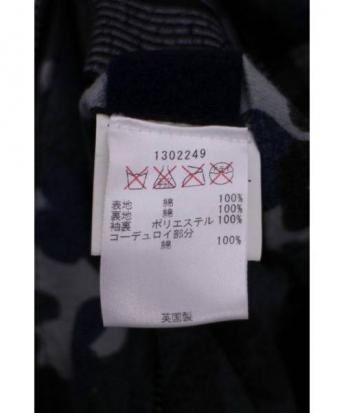 1302249
表地 綿 100%
裏地 綿 100%
袖裏 ポリエステル 100%
コーデュロイ部分
綿 100%
英国製